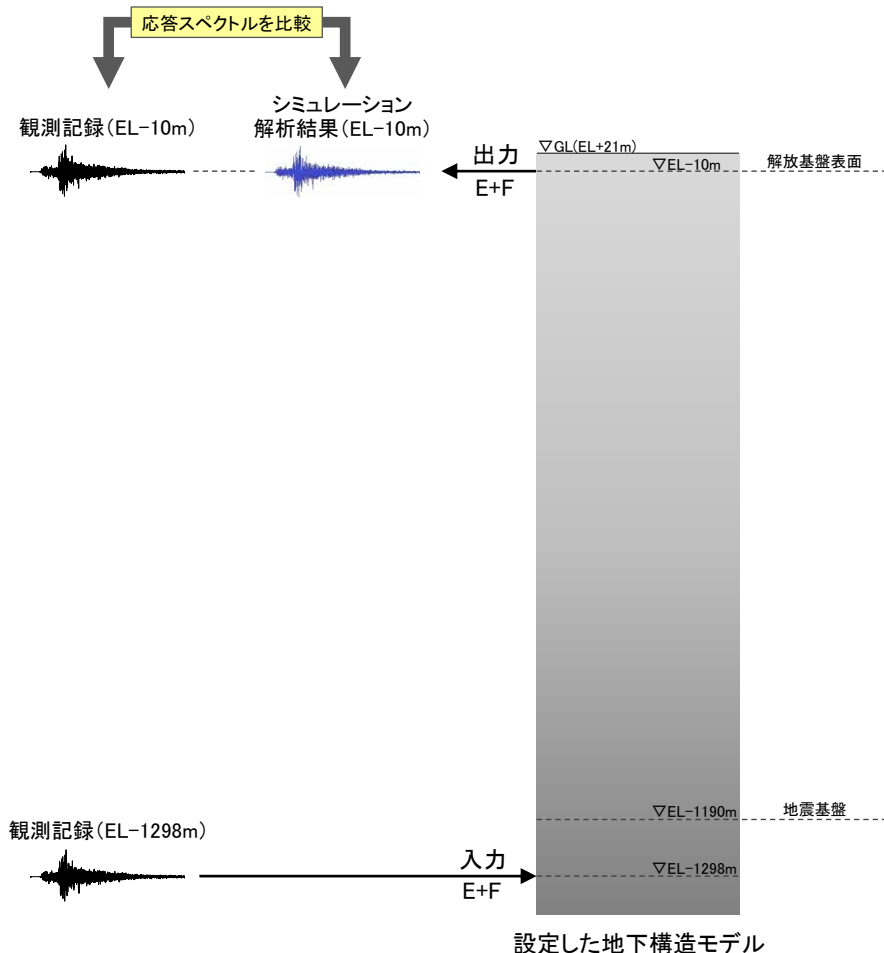 応答スペクトルを比較
観測記録(EL-10m)
シミュレーション
解析結果(EL-10m)
出力
E+F
▽GL(EL+21m)
▽EL-10m
解放基盤表面
▽EL-1190m
地震基盤
観測記録(EL-1298m)
入力
E+F
▽EL-1298m
設定した地下構造モデル